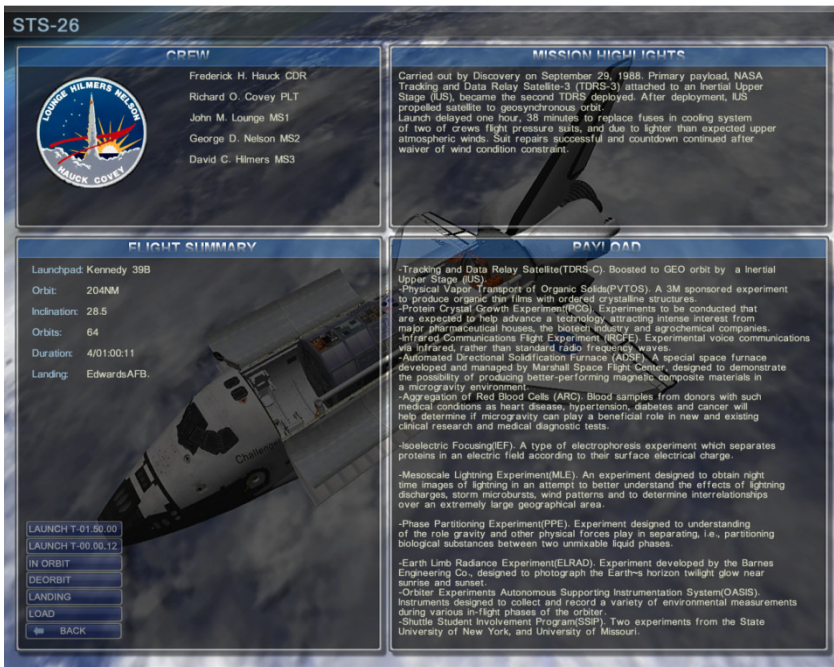 STS-26
CREW
LOUNGE HILMERS NELSON
HAUCK COVEY
Frederick H. Hauck CDR
Richard O. Covey PLT
John M. Lounge MS1
George D. Nelson MS2
David C. Hilmers MS3
MISSION HIGHLIGHTS
Carried out by Discovery on September 29, 1988. Primary payload, NASA
Tracking and Data Relay Satellite-3 (TDRS-3) attached to an Inertial Upper
Stage (IUS), became the second TDRS deployed. After deployment, IUS
propelled satellite to geosynchronous orbit.
Launch delayed one hour, 38 minutes to replace fuses in cooling system
of two of crews flight pressure suits, and due to lighter than expected upper
atmospheric winds. Suit repairs successful and countdown continued after
waiver of wind condition constraint.
FLIGHT SUMMARY
Launchpad: Kennedy 39B
Orbit: 204NM
Inclination: 28.5
Orbits: 64
Duration: 4/01:00:11
Landing: EdwardsAFB.
Challenger
LAUNCH T-01.50.00
LAUNCH T-00.00.12
IN ORBIT
DEORBIT
LANDING
LOAD
BACK
PAYLOAD
-Tracking and Data Relay Satellite(TDRS-C). Boosted to GEO orbit by a Inertial
Upper Stage (IUS).
-Physical Vapor Transport of Organic Solids(PVTOS). A 3M sponsored experiment
to produce organic thin films with ordered crystalline structures.
-Protein Crystal Growth Experiment(PCG). Experiments to be conducted that
are expected to help advance a technology attracting intense interest from
major pharmaceutical houses, the biotech industry and agrochemical companies.
-Infrared Communications Flight Experiment (IRCFE). Experimental voice communications
via infrared, rather than standard radio frequency waves.
-Automated Directional Solidification Furnace (ADSF). A special space furnace
developed and managed by Marshall Space Flight Center, designed to demonstrate
the possibility of producing better-performing magnetic composite materials in
a microgravity environment.
-Aggregation of Red Blood Cells (ARC). Blood samples from donors with such
medical conditions as heart disease, hypertension, diabetes and cancer will
help determine if microgravity can play a beneficial role in new and existing
clinical research and medical diagnostic tests.
-Isoelectric Focusing(IEF). A type of electrophoresis experiment which separates
proteins in an electric field according to their surface electrical charge.
-Mesoscale Lightning Experiment(MLE). An experiment designed to obtain night
time images of lightning in an attempt to better understand the effects of lightning
discharges, storm microbursts, wind patterns and to determine interrelationships
over an extremely large geographical area.
-Phase Partitioning Experiment(PPE). Experiment designed to understanding
of the role gravity and other physical forces play in separating, i.e., partitioning
biological substances between two unmixable liquid phases.
-Earth Limb Radiance Experiment(ELRAD). Experiment developed by the Barnes
Engineering Co., designed to photograph the Earth~s horizon twilight glow near
sunrise and sunset.
-Orbiter Experiments Autonomous Supporting Instrumentation System(OASIS).
Instruments designed to collect and record a variety of environmental measurements
during various in-flight phases of the orbiter.
-Shuttle Student Involvement Program(SSIP). Two experiments from the State
University of New York, and University of Missouri.